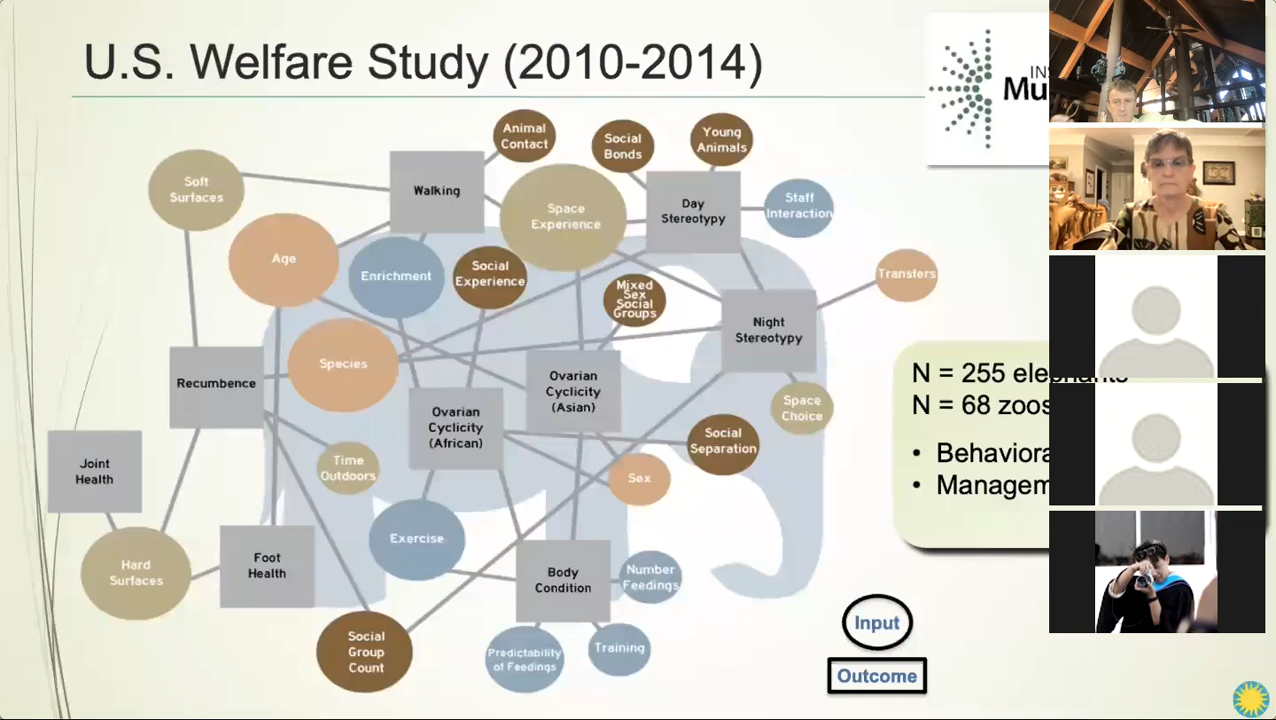 U.S. Welfare Study (2010-2014)
Animal
Contact
Social
Bonds
Young
Animals
Soft
Surfaces
Walking
Space
Experience
Day
Stereotypy
Staff
Interaction
Age
Enrichment
Social
Experience
Mixed
Sex
Social
Groups
Transfers
Night
Stereotypy
Species
Recumbence
Ovarian
Cyclicity
(Asian)
Ovarian
Cyclicity
(African)
Space
Choice
Social
Separation
Time
Outdoors
Sex
Joint
Health
Exercise
Hard
Surfaces
Foot
Health
Body
Condition
Number
Feedings
Social
Group
Count
Predictability
of Feedings
Training
N = 255 elephants
N = 68 zoos
Input
Outcome